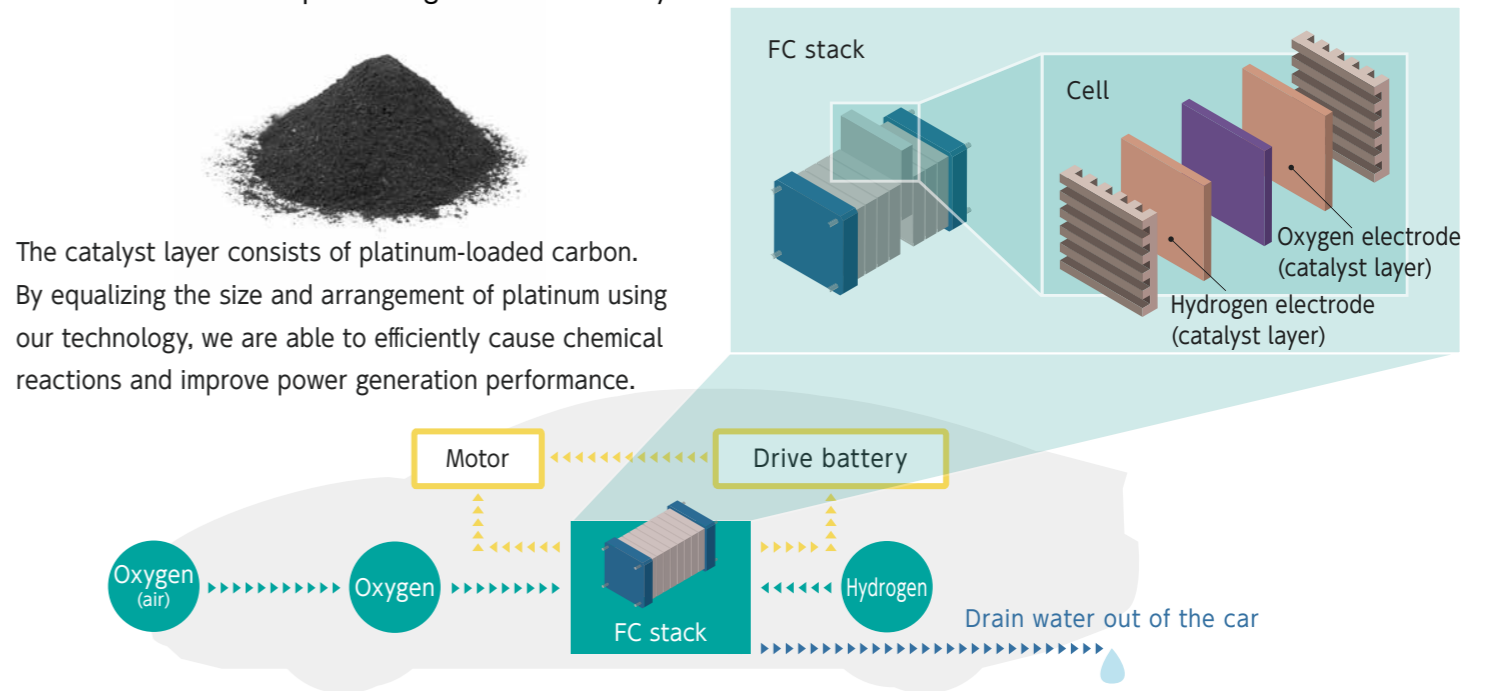 FC stack
Cell
Oxygen electrode
(catalyst layer)
Hydrogen electrode
(catalyst layer)
The catalyst layer consists of platinum-loaded carbon.
By equalizing the size and arrangement of platinum using
our technology, we are able to efficiently cause chemical
reactions and improve power generation performance.
Motor
Drive battery
Oxygen
(air)
Oxygen
FC stack
Hydrogen
Drain water out of the car